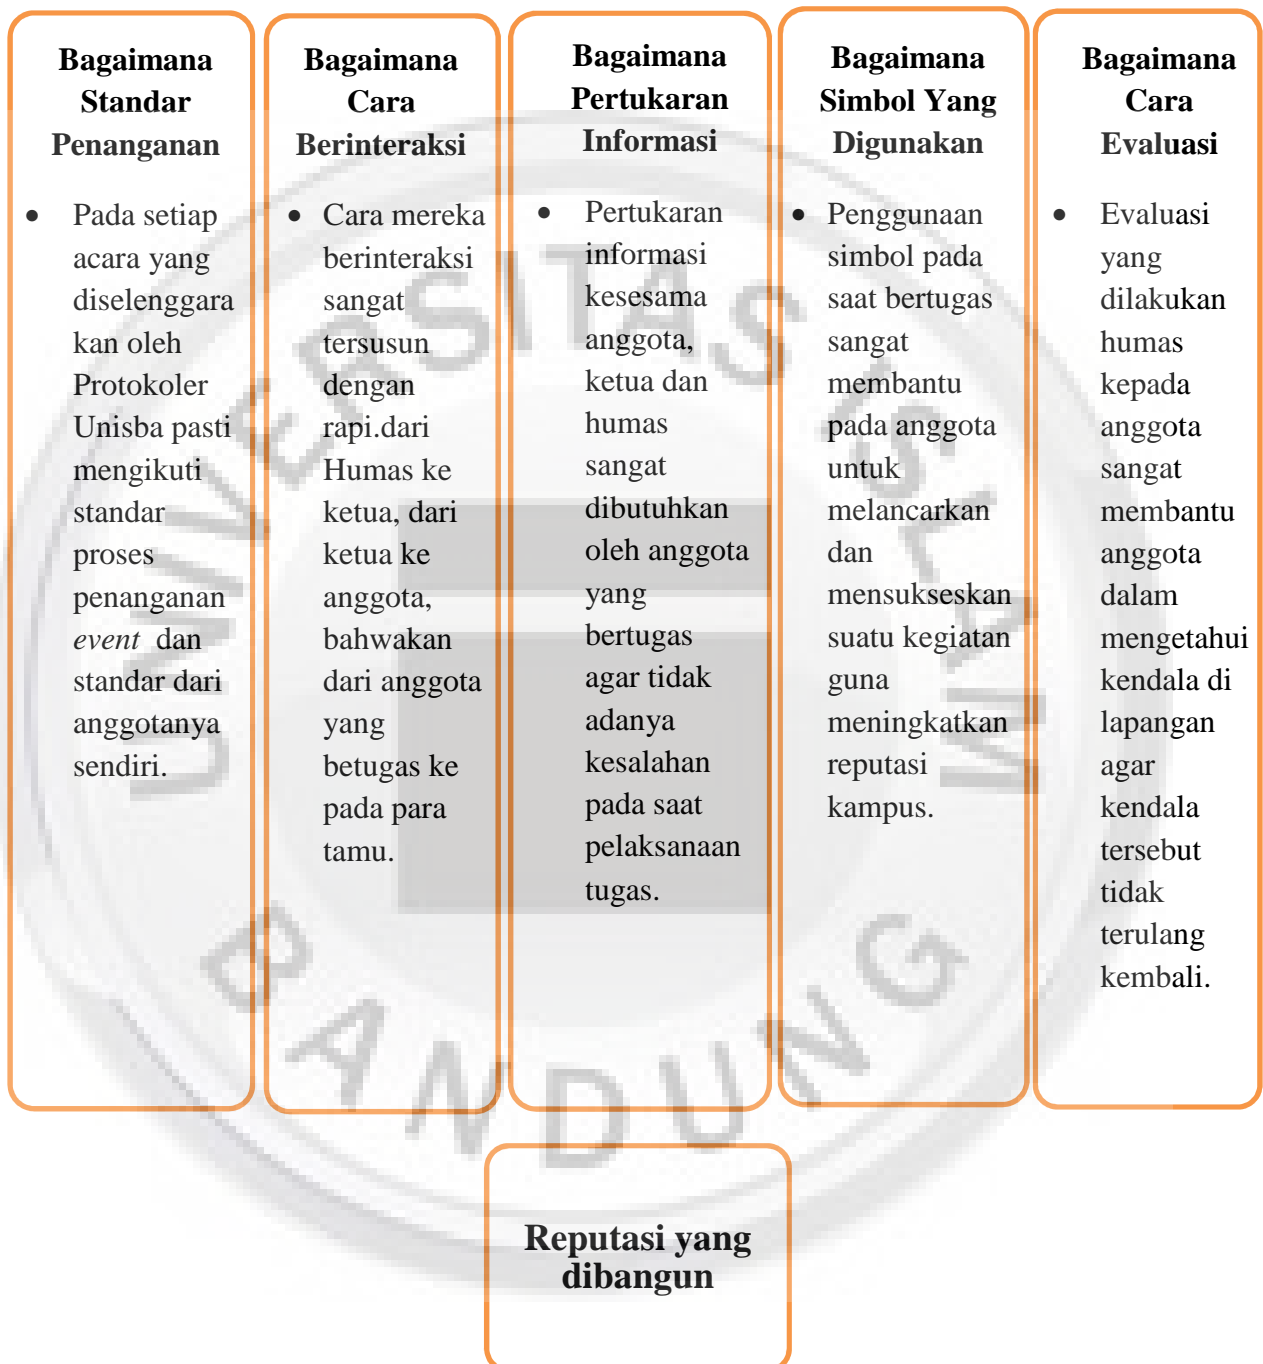 Bagaimana
Standar
Penanganan
• Pada setiap
acara yang
diselenggara
kan oleh
Protokoler
Unisba pasti
mengikuti
standar
proses
penanganan
event dan
standar dari
anggotanya
sendiri.
Bagaimana
Cara
Berinteraksi
• Cara mereka
berinteraksi
sangat
tersusun
dengan
rapi.dari
Humas ke
ketua, dari
ketua ke
anggota,
bahwakan
dari anggota
yang
betugas ke
pada para
tamu.
Bagaimana
Pertukaran
Informasi
• Pertukaran
informasi
kesesama
anggota,
ketua dan
humas
sangat
dibutuhkan
oleh anggota
yang
bertugas
agar tidak
adanya
kesalahan
pada saat
pelaksanaan
tugas.
Bagaimana
Simbol Yang
Digunakan
• Penggunaan
simbol pada
saat bertugas
sangat
membantu
pada anggota
untuk
melancarkan
dan
mensukseskan
suatu kegiatan
guna
meningkatkan
reputasi
kampus.
Bagaimana
Cara
Evaluasi
• Evaluasi
yang
dilakukan
humas
kepada
anggota
sangat
membantu
anggota
dalam
mengetahui
kendala di
lapangan
agar
kendala
tersebut
tidak
terulang
kembali.
Reputasi yang
dibangun
UNIVERSITAS ISLAM
BANDUNG